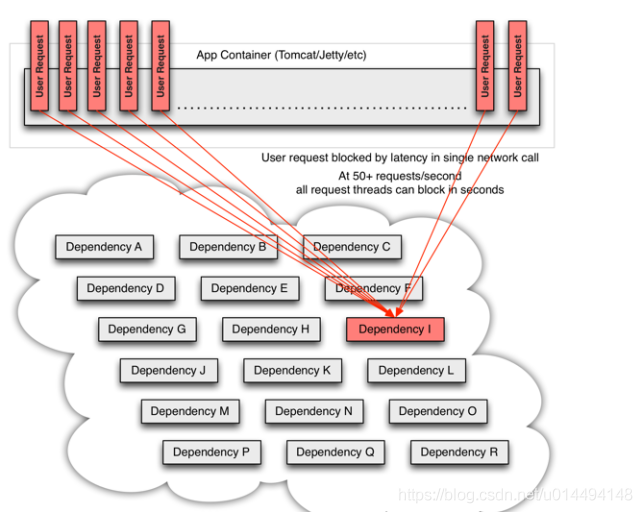 User Request
User Request
User Request
User Request
User Request
User Request
User Request
App Container (Tomcat/Jetty/etc)
User request blocked by latency in single network call
At 50+ requests/second
all request threads can block in seconds
Dependency A
Dependency B
Dependency C
Dependency D
Dependency E
Dependency F
Dependency G
Dependency H
Dependency I
Dependency J
Dependency K
Dependency L
Dependency M
Dependency N
Dependency O
Dependency P
Dependency Q
Dependency R
https://blog.csdn.net/u014494148